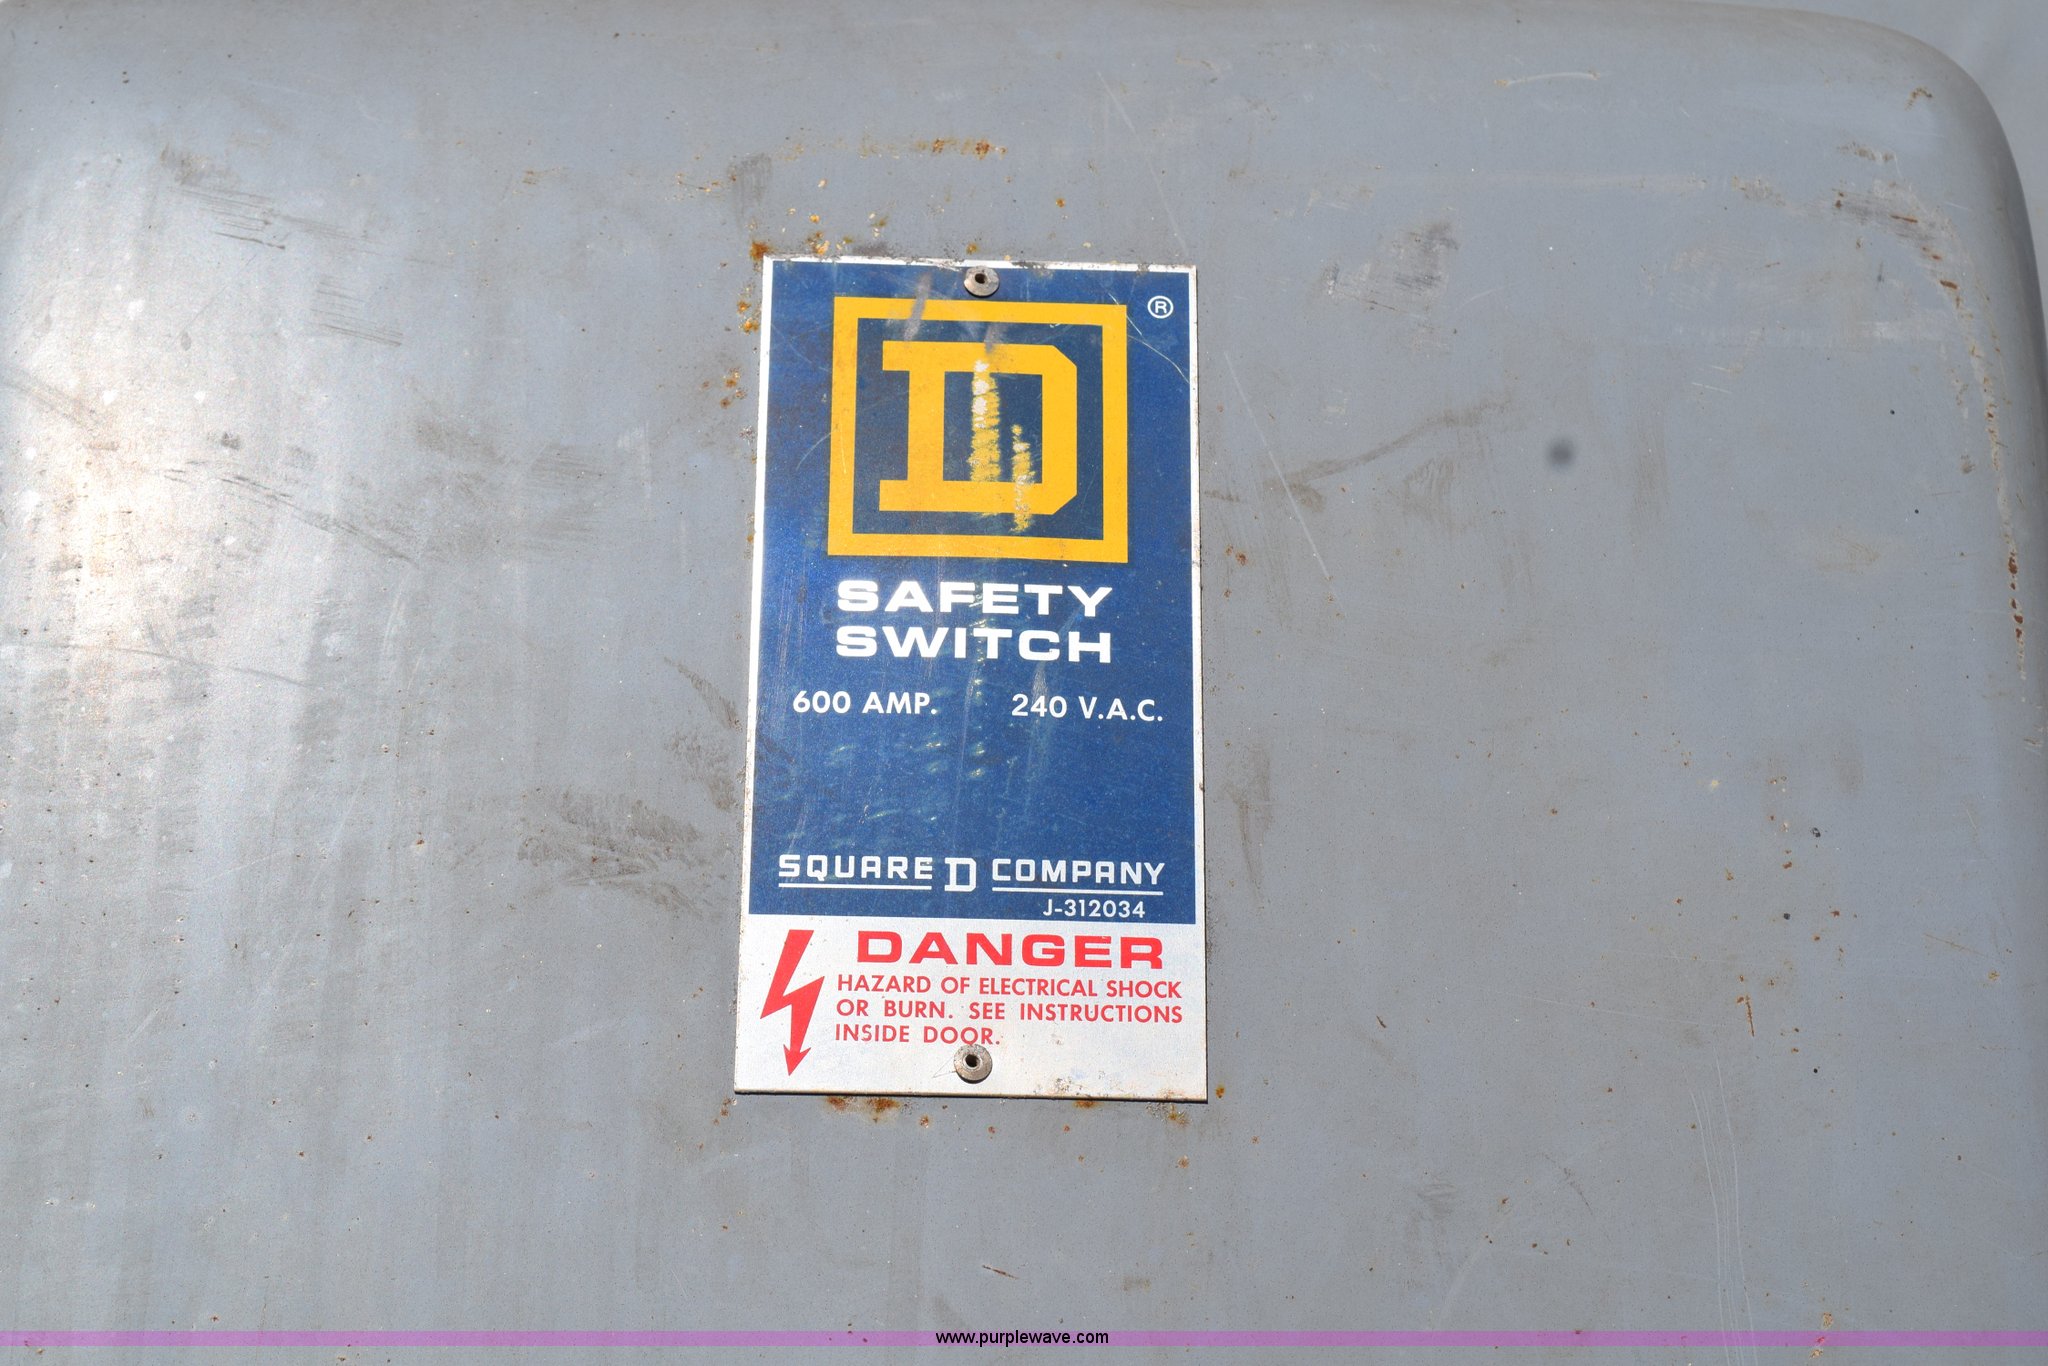 D
®
SAFETY
SWITCH
600 AMP. 240 V.A.C.
SQUARE D COMPANY
J-312034
DANGER
HAZARD OF ELECTRICAL SHOCK
OR BURN. SEE INSTRUCTIONS
INSIDE DOOR.
www.purplewave.com